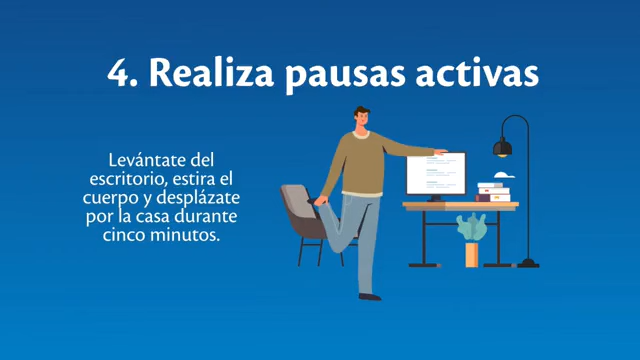 4. Realiza pausas activas
Levántate del
escritorio, estira el
cuerpo y desplázate
por la casa durante
cinco minutos.